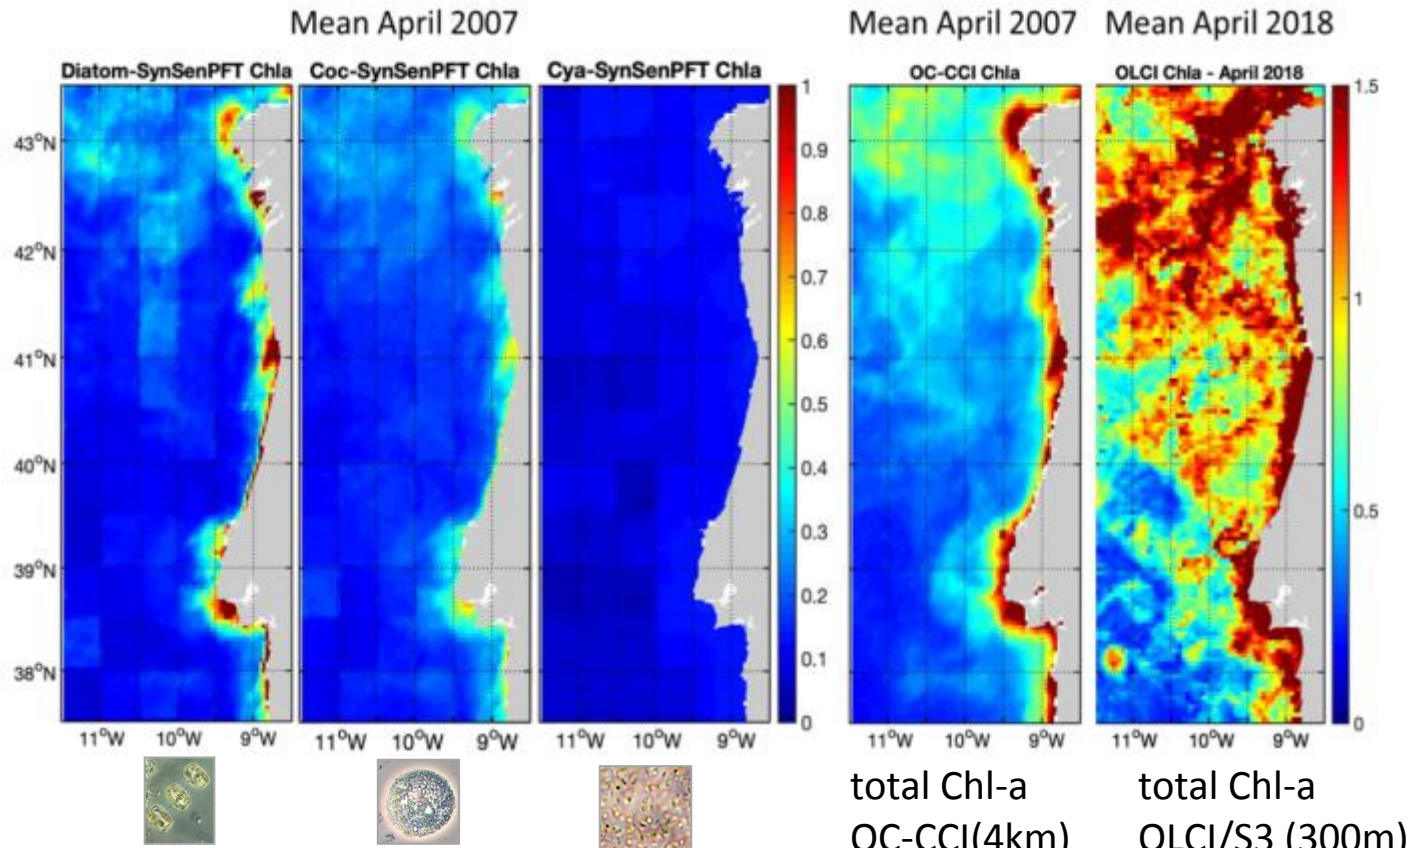 Mean April 2007
Mean April 2007
Mean April 2018
Diatom-SynSenPFT Chla
Coc-SynSenPFT Chla
Cya-SynSenPFT Chla
OC-CCI Chla
OLCI Chla - April 2018
43°N
42°N
41°N
40°N
39°N
38°N
1
0.9
0.8
0.7
0.6
0.5
0.4
0.3
0.2
0.1
0
1.5
1
0.5
0
11°W 10°W 9°W
11°W 10°W 9°W
11°W 10°W 9°W
11°W 10°W 9°W
11°W 10°W 9°W
total Chl-a
OC-CCI(4km)
total Chl-a
OLCI/S3 (300m)